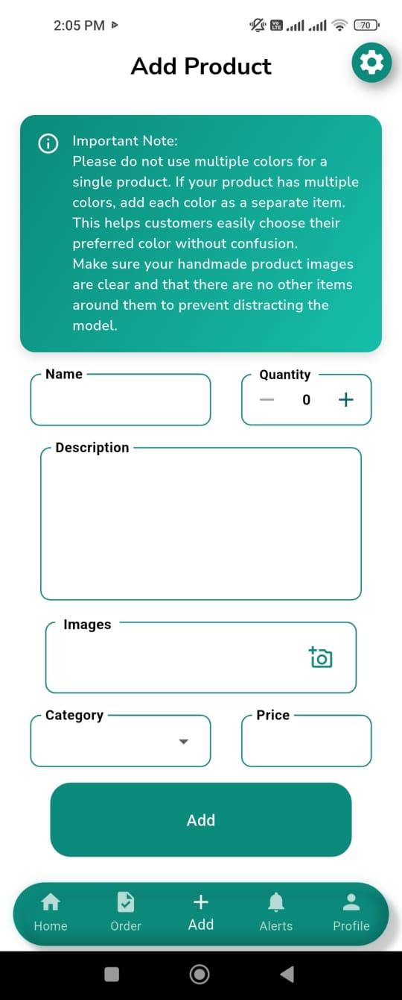 2:05 PM
Vo LTE
70
Add Product
Important Note:
Please do not use multiple colors for a
single product. If your product has multiple
colors, add each color as a separate item.
This helps customers easily choose their
preferred color without confusion.
Make sure your handmade product images
are clear and that there are no other items
around them to prevent distracting the
model.
Name
Quantity
0
Description
Images
Category
Price
Add
Home
Order
Add
Alerts
Profile